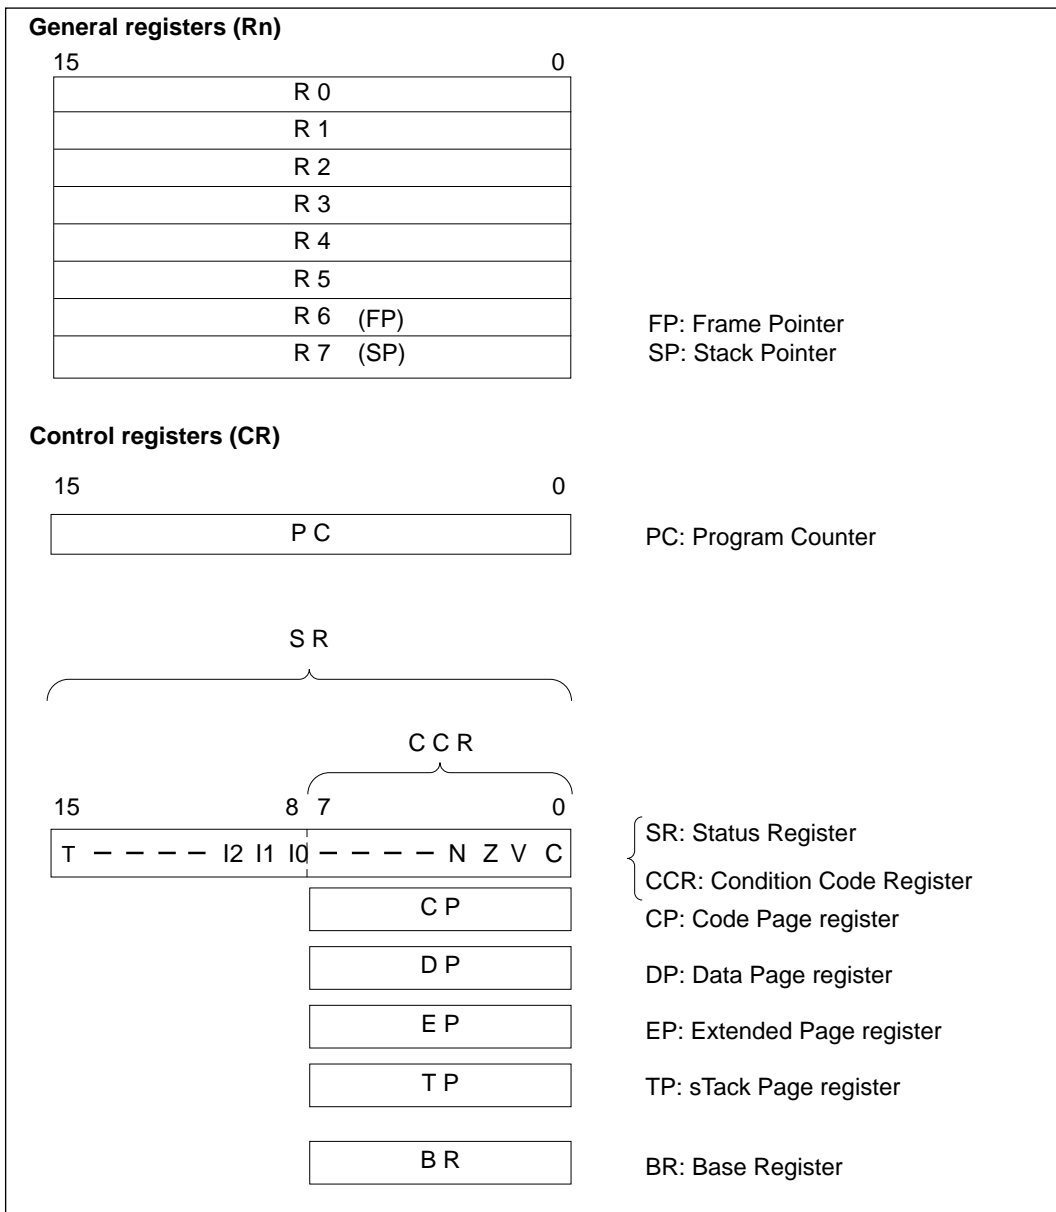 General registers (Rn)
15 0
R 0
R 1
R 2
R 3
R 4
R 5
R 6 (FP) FP: Frame Pointer
R 7 (SP) SP: Stack Pointer
Control registers (CR)
15 0
P C PC: Program Counter
S R
C C R
15 8 7 0
T – – – – I2 I1 I0 – – – – N Z V C
SR: Status Register
CCR: Condition Code Register
C P CP: Code Page register
D P DP: Data Page register
E P EP: Extended Page register
T P TP: sTack Page register
B R BR: Base Register